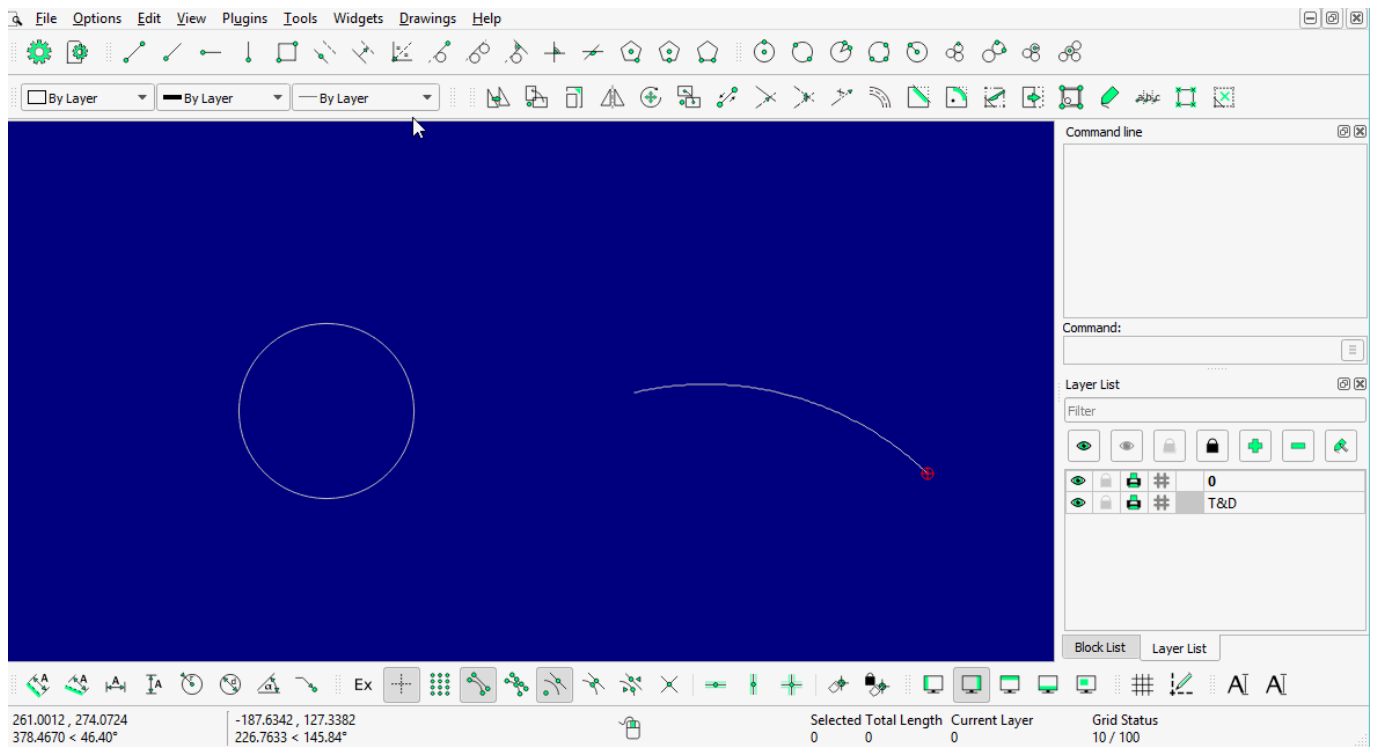 File Options Edit View Plugins Tools Widgets Drawings Help
By Layer By Layer By Layer
Command line
Command:
Layer List
Filter
0
T&D
Block List Layer List
Ex
261.0012 , 274.0724
378.4670 < 46.40°
-187.6342 , 127.3382
226.7633 < 145.84°
Selected Total Length Current Layer
0 0 0
Grid Status
10 / 100